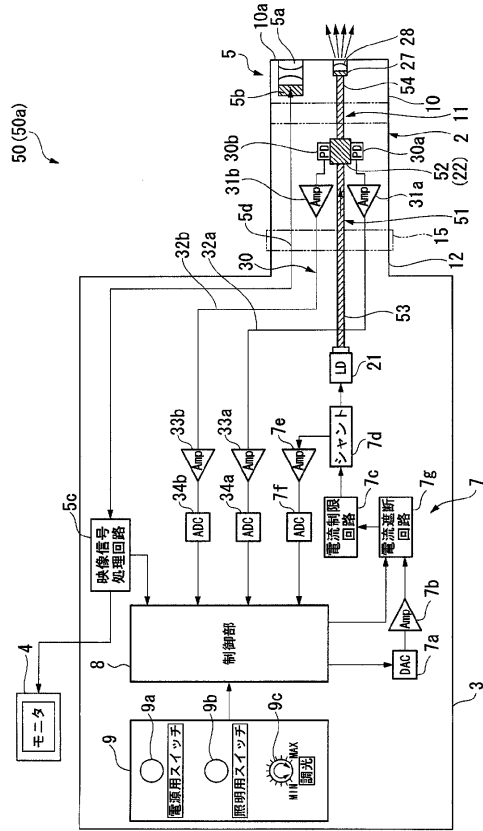 50 (50a)
4
モニタ
5c
映像信号
処理回路
8
制御部
9
9a
電源用スイッチ
9b
照明用スイッチ
9c
MIN
MAX
調光
34b
ADC
33b
Amp
34a
ADC
33a
Amp
7f
ADC
7e
Amp
32b
32a
30
5d
31b
Amp
30b
PD
PD
30a
Amp
31a
52
(22)
51
53
LD
21
シャント
7d
電流制限
回路
7c
電流遮断
回路
7g
Amp
7b
DAC
7a
7
3
15
12
2
11
10
54
27
28
5
5b
10a
5a